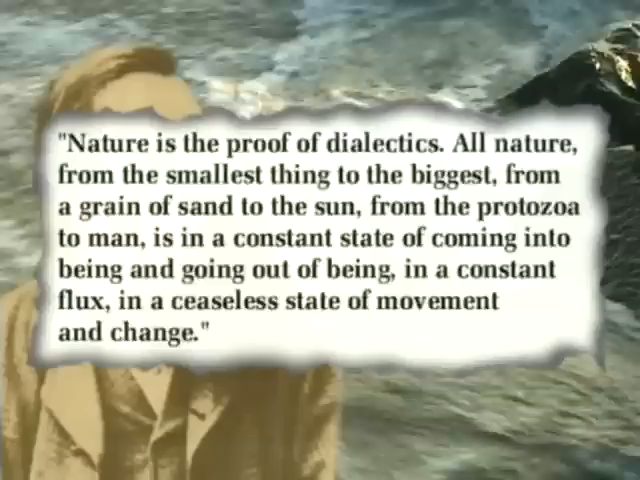 "Nature is the proof of dialectics. All nature,
from the smallest thing to the biggest, from
a grain of sand to the sun, from the protozoa
to man, is in a constant state of coming into
being and going out of being, in a constant
flux, in a ceaseless state of movement
and change."